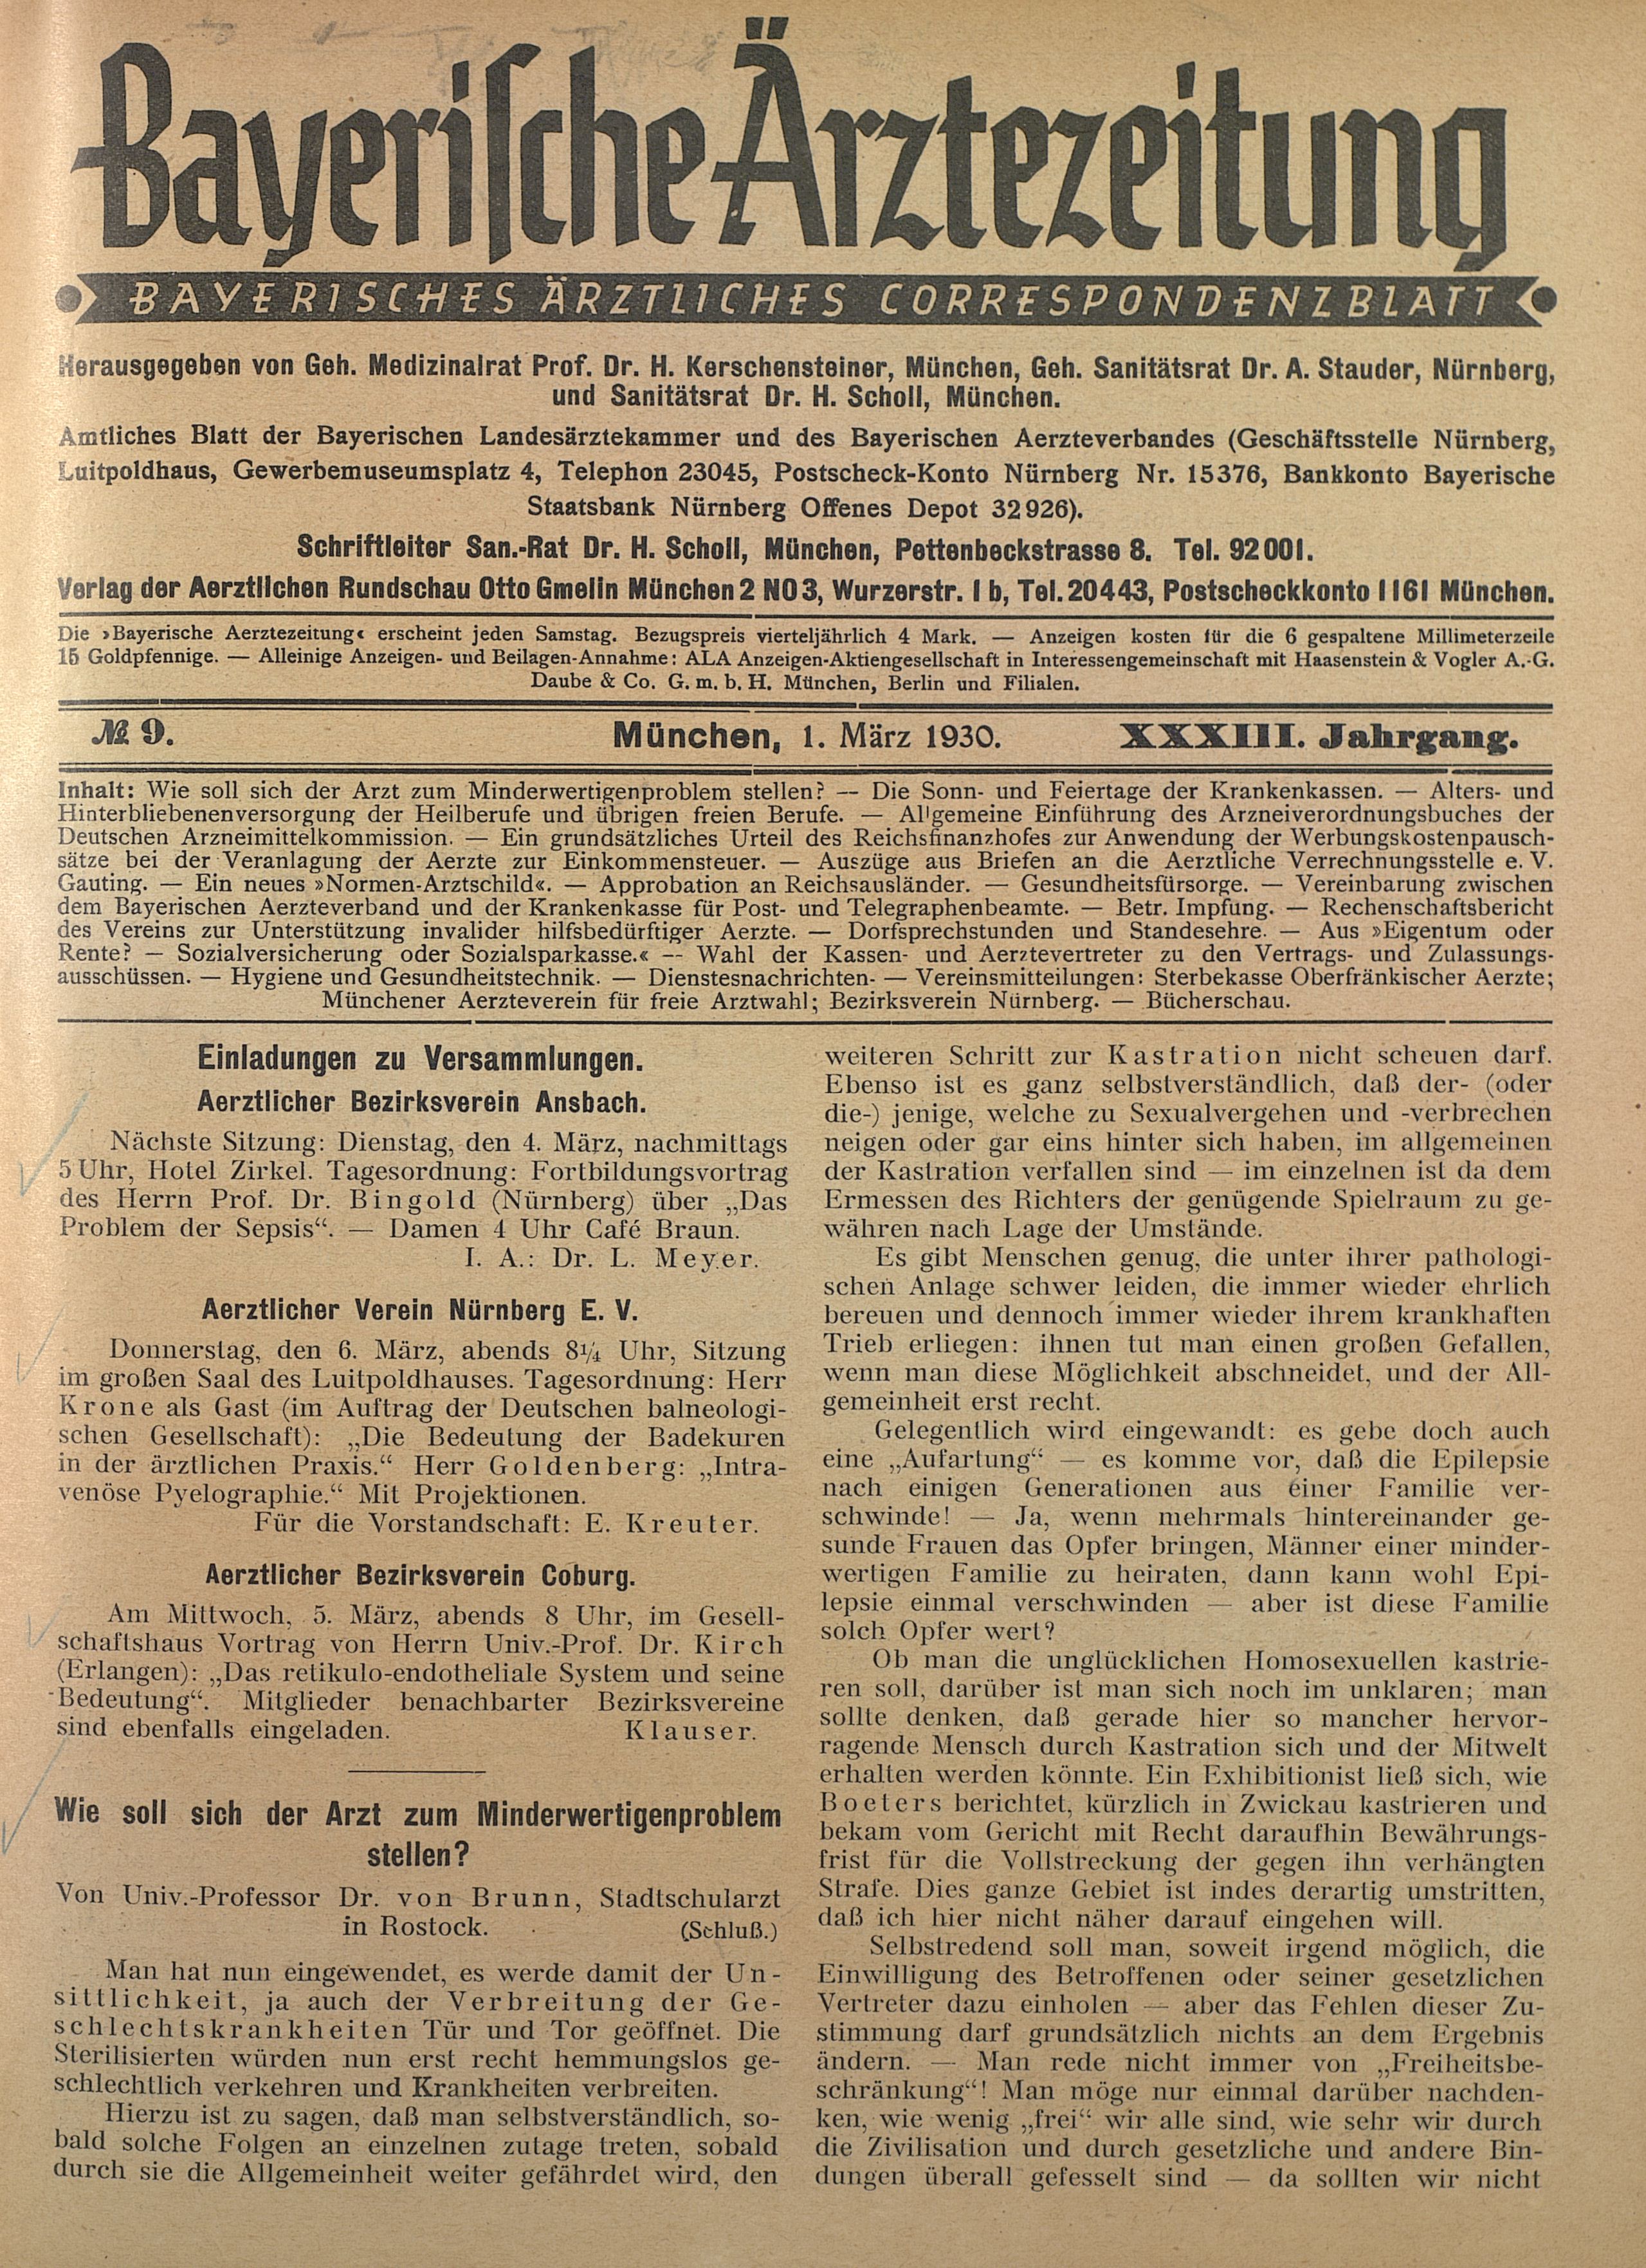 Bayerische Ärztezeitung
BAYERISCHES ÄRZTLICHES CORRESPONDENZBLATT
Herausgegeben von Geh. Medizinalrat Prof. Dr. H. Kerschensteiner, München, Geh. Sanitätsrat Dr. A. Stauder, Nürnberg,
und Sanitätsrat Dr. H. Scholl, München.
Amtliches Blatt der Bayerischen Landesärztekammer und des Bayerischen Aerzteverbandes (Geschäftsstelle Nürnberg,
Luitpoldhaus, Gewerbemuseumsplatz 4, Telephon 23045, Postscheck-Konto Nürnberg Nr. 15376, Bankkonto Bayerische
Staatsbank Nürnberg Offenes Depot 32926).
Schriftleiter San.-Rat Dr. H. Scholl, München, Pettenbeckstrasse 8. Tel. 92001.
Verlag der Aerztlichen Rundschau Otto Gmelin München 2 NO 3, Wurzerstr. 1 b, Tel. 20443, Postscheckkonto 1161 München.
Die »Bayerische Aerztezeitung« erscheint jeden Samstag. Bezugspreis vierteljährlich 4 Mark. — Anzeigen kosten für die 6 gespaltene Millimeterzeile
15 Goldpfennige. — Alleinige Anzeigen- und Beilagen-Annahme: ALA Anzeigen-Aktiengesellschaft in Interessengemeinschaft mit Haasenstein & Vogler A.-G.
Daube & Co. G. m. b. H. München, Berlin und Filialen.
№ 9. München, 1. März 1930. XXXIII. Jahrgang.
Inhalt: Wie soll sich der Arzt zum Minderwertigenproblem stellen? — Die Sonn- und Feiertage der Krankenkassen. — Alters- und
Hinterbliebenenversorgung der Heilberufe und übrigen freien Berufe. — Allgemeine Einführung des Arzneiverordnungsbuches der
Deutschen Arzneimittelkommission. — Ein grundsätzliches Urteil des Reichsfinanzhofes zur Anwendung der Werbungskostenpausch-
sätze bei der Veranlagung der Aerzte zur Einkommensteuer. — Auszüge aus Briefen an die Aerztliche Verrechnungsstelle e. V.
Gauting. — Ein neues »Normen-Arztschild«. — Approbation an Reichsausländer. — Gesundheitsfürsorge. — Vereinbarung zwischen
dem Bayerischen Aerzteverband und der Krankenkasse für Post- und Telegraphenbeamte. — Betr. Impfung. — Rechenschaftsbericht
des Vereins zur Unterstützung invalider hilfsbedürftiger Aerzte. — Dorfsprechstunden und Standesehre. — Aus »Eigentum oder
Rente? — Sozialversicherung oder Sozialsparkasse.« — Wahl der Kassen- und Aerztevertreter zu den Vertrags- und Zulassungs-
ausschüssen. — Hygiene und Gesundheitstechnik. — Dienstesnachrichten- — Vereinsmitteilungen: Sterbekasse Oberfränkischer Aerzte;
Münchener Aerzteverein für freie Arztwahl; Bezirksverein Nürnberg. — Bücherschau.
Einladungen zu Versammlungen.
Aerztlicher Bezirksverein Ansbach.
Nächste Sitzung: Dienstag, den 4. März, nachmittags
5 Uhr, Hotel Zirkel. Tagesordnung: Fortbildungsvortrag
des Herrn Prof. Dr. Bingold (Nürnberg) über „Das
Problem der Sepsis“. — Damen 4 Uhr Café Braun.
I. A.: Dr. L. Meyer.
Aerztlicher Verein Nürnberg E. V.
Donnerstag, den 6. März, abends 8¼ Uhr, Sitzung
im großen Saal des Luitpoldhauses. Tagesordnung: Herr
Krone als Gast (im Auftrag der Deutschen balneologi-
schen Gesellschaft): „Die Bedeutung der Badekuren
in der ärztlichen Praxis.“ Herr Goldenberg: „Intra-
venöse Pyelographie.“ Mit Projektionen.
Für die Vorstandschaft: E. Kreuter.
Aerztlicher Bezirksverein Coburg.
Am Mittwoch, 5. März, abends 8 Uhr, im Gesell-
schaftshaus Vortrag von Herrn Univ.-Prof. Dr. Kirch
(Erlangen): „Das retikulo-endotheliale System und seine
Bedeutung“. Mitglieder benachbarter Bezirksvereine
sind ebenfalls eingeladen. Klauser.
Wie soll sich der Arzt zum Minderwertigenproblem
stellen?
Von Univ.-Professor Dr. von Brunn, Stadtschularzt
in Rostock. (Schluß.)
Man hat nun eingewendet, es werde damit der Un-
sittlichkeit, ja auch der Verbreitung der Ge-
schlechtskrankheiten Tür und Tor geöffnet. Die
Sterilisierten würden nun erst recht hemmungslos ge-
schlechtlich verkehren und Krankheiten verbreiten.
Hierzu ist zu sagen, daß man selbstverständlich, so-
bald solche Folgen an einzelnen zutage treten, sobald
durch sie die Allgemeinheit weiter gefährdet wird, den
weiteren Schritt zur Kastration nicht scheuen darf.
Ebenso ist es ganz selbstverständlich, daß der- (oder
die-) jenige, welche zu Sexualvergehen und -verbrechen
neigen oder gar eins hinter sich haben, im allgemeinen
der Kastration verfallen sind — im einzelnen ist da dem
Ermessen des Richters der genügende Spielraum zu ge-
währen nach Lage der Umstände.
Es gibt Menschen genug, die unter ihrer pathologi-
schen Anlage schwer leiden, die immer wieder ehrlich
bereuen und dennoch immer wieder ihrem krankhaften
Trieb erliegen: ihnen tut man einen großen Gefallen,
wenn man diese Möglichkeit abschneidet, und der All-
gemeinheit erst recht.
Gelegentlich wird eingewandt: es gebe doch auch
eine „Aufartung“ — es komme vor, daß die Epilepsie
nach einigen Generationen aus einer Familie ver-
schwinde! — Ja, wenn mehrmals hintereinander ge-
sunde Frauen das Opfer bringen, Männer einer minder-
wertigen Familie zu heiraten, dann kann wohl Epi-
lepsie einmal verschwinden — aber ist diese Familie
solch Opfer wert?
Ob man die unglücklichen Homosexuellen kastrie-
ren soll, darüber ist man sich noch im unklaren; man
sollte denken, daß gerade hier so mancher hervor-
ragende Mensch durch Kastration sich und der Mitwelt
erhalten werden könnte. Ein Exhibitionist ließ sich, wie
Boeters berichtet, kürzlich in Zwickau kastrieren und
bekam vom Gericht mit Recht daraufhin Bewährungs-
frist für die Vollstreckung der gegen ihn verhängten
Strafe. Dies ganze Gebiet ist indes derartig umstritten,
daß ich hier nicht näher darauf eingehen will.
Selbstredend soll man, soweit irgend möglich, die
Einwilligung des Betroffenen oder seiner gesetzlichen
Vertreter dazu einholen — aber das Fehlen dieser Zu-
stimmung darf grundsätzlich nichts an dem Ergebnis
ändern. — Man rede nicht immer von „Freiheitsbe-
schränkung“! Man möge nur einmal darüber nachden-
ken, wie wenig „frei“ wir alle sind, wie sehr wir durch
die Zivilisation und durch gesetzliche und andere Bin-
dungen überall gefesselt sind — da sollten wir nicht